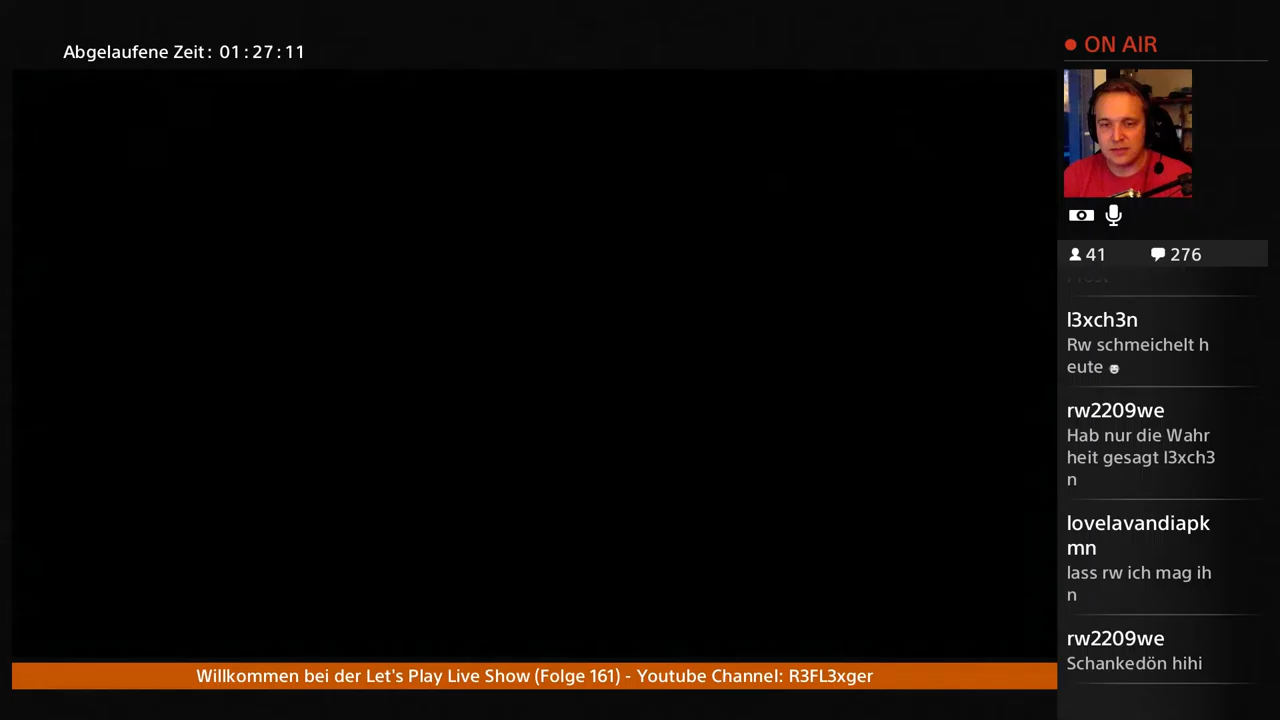 Abgelaufene Zeit: 01:27:11
ON AIR
41 276
l3xch3n
Rw schmeichelt h
eute
rw2209we
Hab nur die Wahr
heit gesagt l3xch3
n
lovelavandiapk
mn
lass rw ich mag ih
n
rw2209we
Schankedön hihi
Willkommen bei der Let's Play Live Show (Folge 161) - Youtube Channel: R3FL3xger